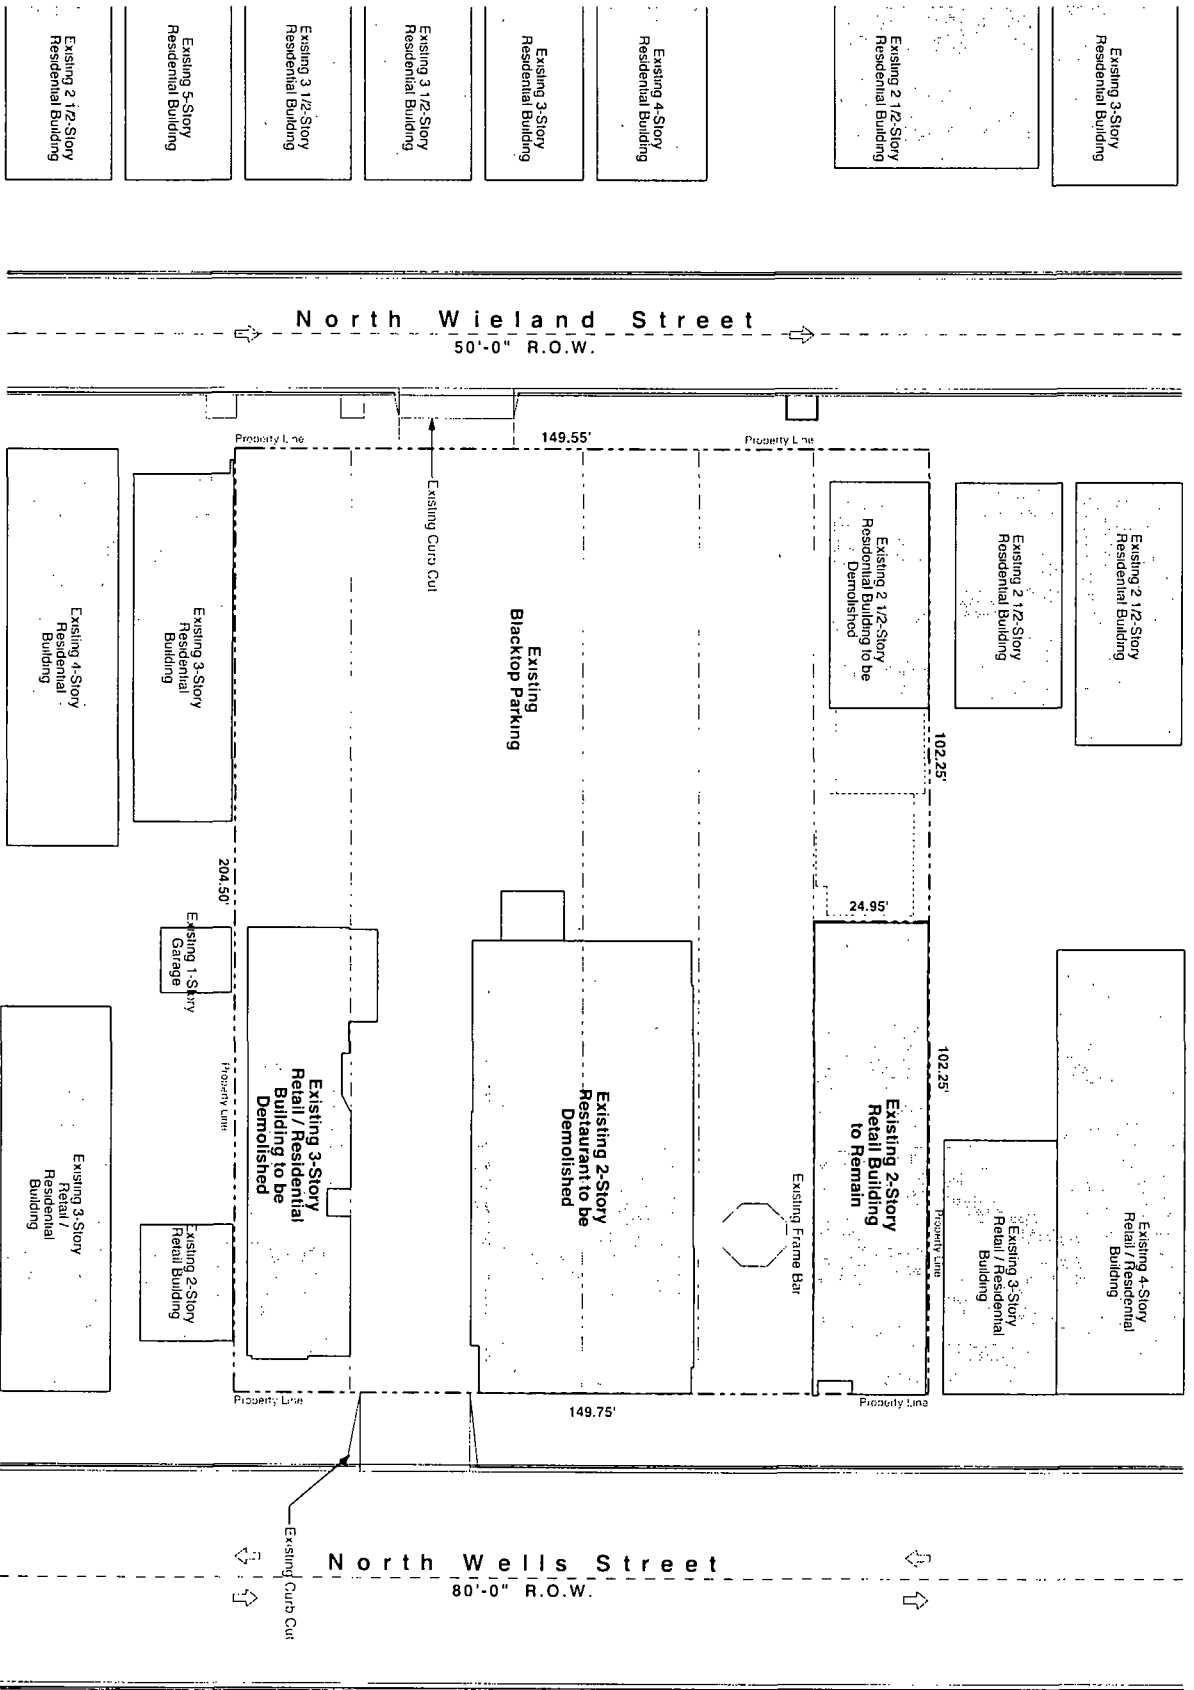 Existing 2 1/2-Story
Residential Building
Existing 5-Story
Residential Building
Existing 3 1/2-Story
Residential Building
Existing 3 1/2-Story
Residential Building
Existing 3-Story
Residential Building
Existing 4-Story
Residential Building
Existing 2 1/2-Story
Residential Building
Existing 3-Story
Residential Building
North Wieland Street
50'-0" R.O.W.
Property Line
149.55'
Property Line
Existing Curb Cut
Existing 4-Story
Residential
Building
Existing 3-Story
Residential
Building
Existing
Blacktop Parking
Existing 2 1/2-Story
Residential Building to be
Demolished
Existing 2 1/2-Story
Residential Building
Existing 2 1/2-Story
Residential Building
102.25'
204.50'
24.95'
Existing 1-Story
Garage
Property Line
102.25'
Existing 3-Story
Retail /
Residential
Building
Existing 2-Story
Retail Building
Existing 3-Story
Retail / Residential
Building to be
Demolished
Existing 2-Story
Restaurant to be
Demolished
Existing Frame Bar
Existing 2-Story
Retail Building
to Remain
Property Line
Existing 3-Story
Retail / Residential
Building
Existing 4-Story
Retail / Residential
Building
Property Line
149.75'
Property Line
Existing Curb Cut
North Wells Street
80'-0" R.O.W.